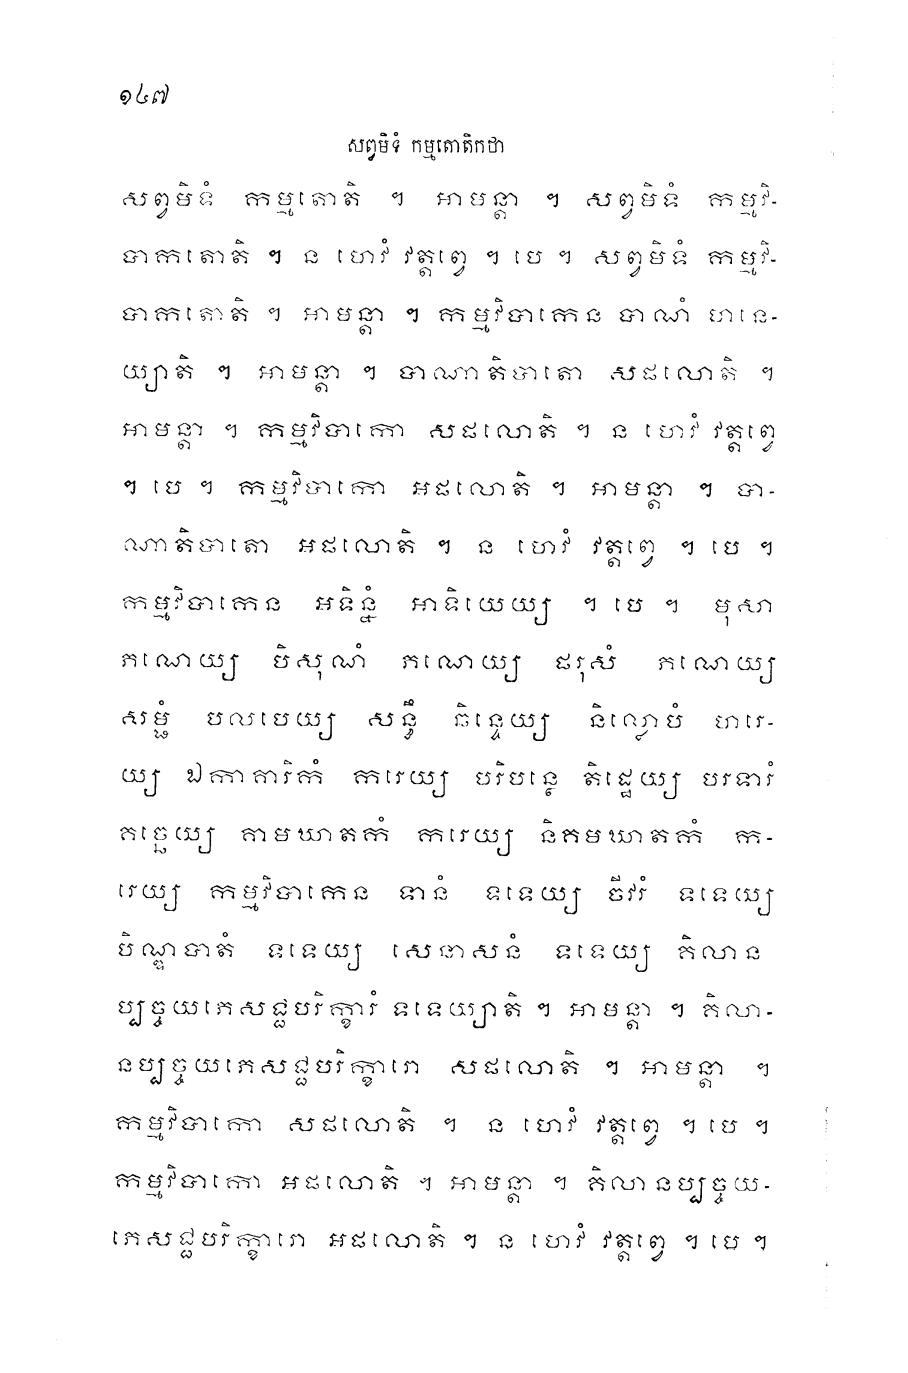 ១៤៧
សព្វមិទំ កម្មតោតិកថា
សព្វមិទំ កម្មតោតិ ។ អាមន្តា ។ សព្វមិទំ កម្មវិ-
បាកតោតិ ។ ន ហេវំ វត្តព្វេ ។ បេ ។ សព្វមិទំ កម្មវិ-
បាកតោតិ ។ អាមន្តា ។ កម្មវិបាកេន បាណំ ហនេ-
យ្យាតិ ។ អាមន្តា ។ បាណាតិបាតោ សផលោតិ ។
អាមន្តា ។ កម្មវិបាកោ សផលោតិ ។ ន ហេវំ វត្តព្វេ
។ បេ ។ កម្មវិបាកោ អផលោតិ ។ អាមន្តា ។ បា-
ណាតិបាតោ អផលោតិ ។ ន ហេវំ វត្តព្វេ ។ បេ ។
កម្មវិបាកេន អទិន្នំ អាទិយេយ្យ ។ បេ ។ មុសា
ភណេយ្យ បិសុណំ ភណេយ្យ ផរុសំ ភណេយ្យ
សម្ផំ បលបេយ្យ សន្ធឹ ឆិន្ទេយ្យ និល្លោបំ ហរេ-
យ្យ ឯកាគារិកំ ករេយ្យ បរិបន្ថេ តិដ្ឋេយ្យ បរទារំ
គច្ឆេយ្យ គាមឃាតកំ ករេយ្យ និគមឃាតកំ ក-
រេយ្យ កម្មវិបាកេន ទានំ ទទេយ្យ ចីវរំ ទទេយ្យ
បិណ្ឌបាតំ ទទេយ្យ សេនាសនំ ទទេយ្យ គិលាន
ប្បច្ចយភេសជ្ជបរិក្ខារំ ទទេយ្យាតិ ។ អាមន្តា ។ គិលា-
នប្បច្ចយភេសជ្ជបរិក្ខារោ សផលោតិ ។ អាមន្តា ។
កម្មវិបាកោ សផលោតិ ។ ន ហេវំ វត្តព្វេ ។ បេ ។
កម្មវិបាកោ អផលោតិ ។ អាមន្តា ។ គិលានប្បច្ចយ-
ភេសជ្ជបរិក្ខារោ អផលោតិ ។ ន ហេវំ វត្តព្វេ ។ បេ ។